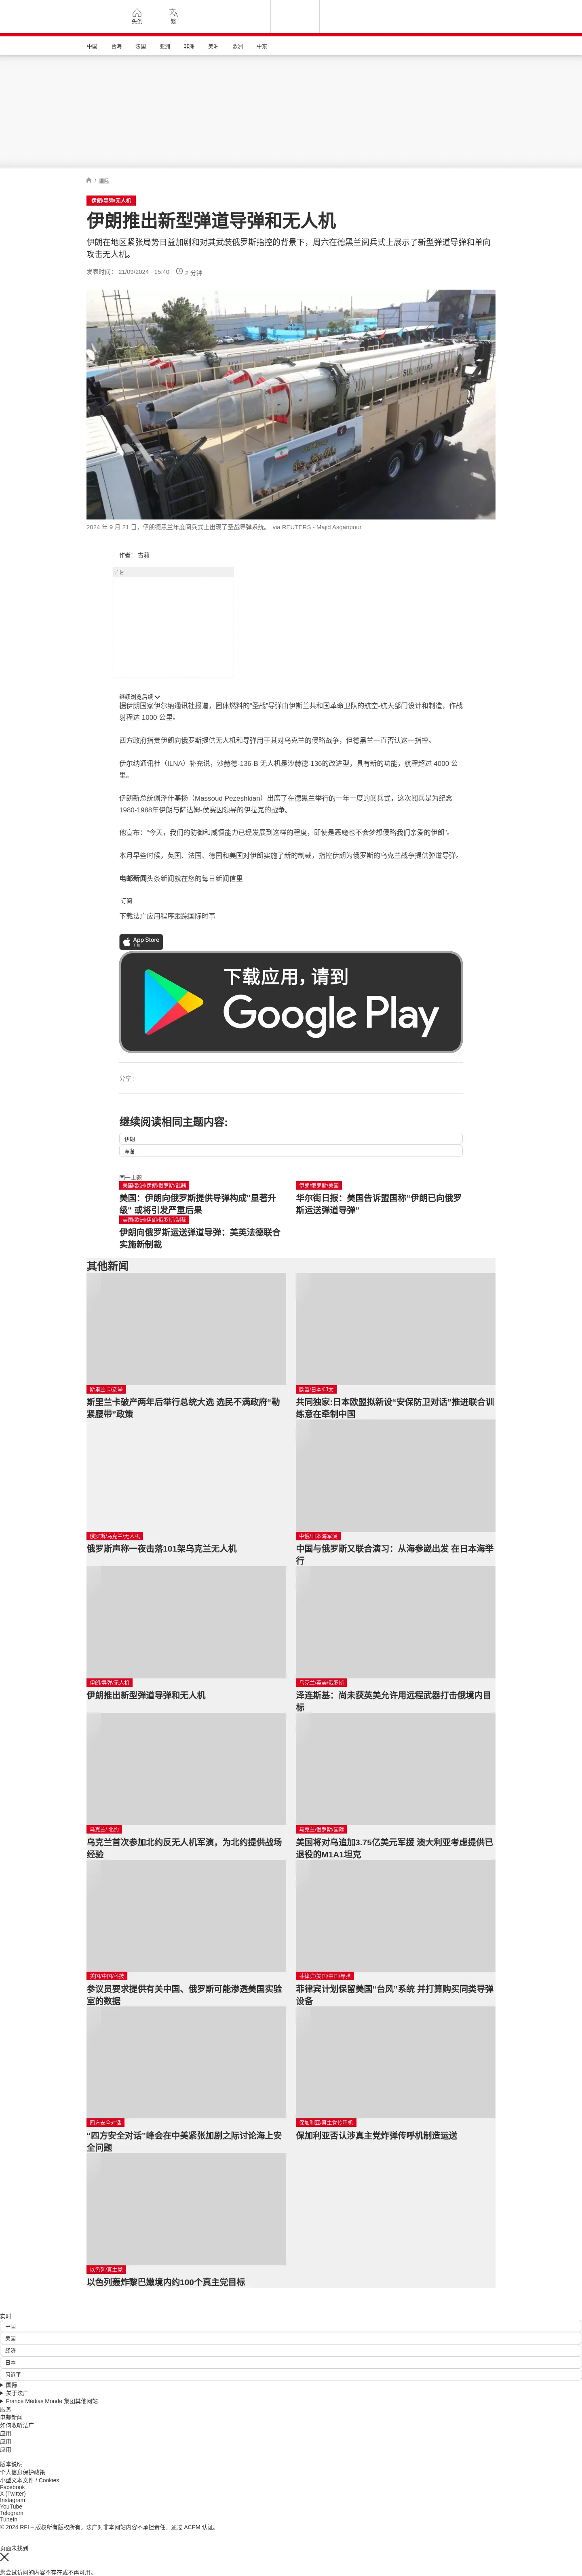 头条
繁
中国
台海
法国
亚洲
非洲
美洲
欧洲
中东
/ 国际
伊朗/导弹/无人机
伊朗推出新型弹道导弹和无人机
伊朗在地区紧张局势日益加剧和对其武装俄罗斯指控的背景下，周六在德黑兰阅兵式上展示了新型弹道导弹和单向
攻击无人机。
发表时间： 21/09/2024 - 15:40
2 分钟
2024 年 9 月 21 日，伊朗德黑兰年度阅兵式上出现了圣战导弹系统。 via REUTERS - Majid Asgaripour
作者： 古莉
广告
继续浏览后续
据伊朗国家伊尔纳通讯社报道，固体燃料的“圣战”导弹由伊斯兰共和国革命卫队的航空-航天部门设计和制造，作战
射程达 1000 公里。
西方政府指责伊朗向俄罗斯提供无人机和导弹用于其对乌克兰的侵略战争，但德黑兰一直否认这一指控。
伊尔纳通讯社（ILNA）补充说，沙赫德-136-B 无人机是沙赫德-136的改进型，具有新的功能，航程超过 4000 公
里。
伊朗新总统佩泽什基扬（Massoud Pezeshkian）出席了在德黑兰举行的一年一度的阅兵式，这次阅兵是为纪念
1980-1988年伊朗与萨达姆-侯赛因领导的伊拉克的战争。
他宣布：“今天，我们的防御和威慑能力已经发展到这样的程度，即使是恶魔也不会梦想侵略我们亲爱的伊朗”。
本月早些时候，英国、法国、德国和美国对伊朗实施了新的制裁，指控伊朗为俄罗斯的乌克兰战争提供弹道导弹。
电邮新闻头条新闻就在您的每日新闻信里
订阅
下载法广应用程序跟踪国际时事
App Store
下载
下载应用，请到
Google Play
分享 :
继续阅读相同主题内容:
伊朗
军备
同一主题
美国/欧洲/伊朗/俄罗斯/武器
美国：伊朗向俄罗斯提供导弹构成"显著升
级" 或将引发严重后果
伊朗/俄罗斯/美国
华尔街日报：美国告诉盟国称“伊朗已向俄罗
斯运送弹道导弹”
美国/欧洲/伊朗/俄罗斯/制裁
伊朗向俄罗斯运送弹道导弹：美英法德联合
实施新制裁
其他新闻
斯里兰卡/选举
斯里兰卡破产两年后举行总统大选 选民不满政府“勒
紧腰带”政策
欧盟/日本/印太
共同独家:日本欧盟拟新设“安保防卫对话”推进联合训
练意在牵制中国
俄罗斯/乌克兰/无人机
俄罗斯声称一夜击落101架乌克兰无人机
中俄/日本海军演
中国与俄罗斯又联合演习：从海参崴出发 在日本海举
行
伊朗/导弹/无人机
伊朗推出新型弹道导弹和无人机
乌克兰/英美/俄罗斯
泽连斯基：尚未获英美允许用远程武器打击俄境内目
标
乌克兰/ 北约
乌克兰首次参加北约反无人机军演，为北约提供战场
经验
乌克兰/俄罗斯/国际
美国将对乌追加3.75亿美元军援 澳大利亚考虑提供已
退役的M1A1坦克
美国/中国/科技
参议员要求提供有关中国、俄罗斯可能渗透美国实验
室的数据
菲律宾/美国/中国/导弹
菲律宾计划保留美国“台风”系统 并打算购买同类导弹
设备
四方安全对话
“四方安全对话”峰会在中美紧张加剧之际讨论海上安
全问题
保加利亚/真主党传呼机
保加利亚否认涉真主党炸弹传呼机制造运送
以色列/真主党
以色列轰炸黎巴嫩境内约100个真主党目标
实时
中国
美国
经济
日本
习近平
国际
关于法广
France Médias Monde 集团其他网站
服务
电邮新闻
如何收听法广
应用
应用
应用
版本说明
个人信息保护政策
小型文本文件 / Cookies
Facebook
X (Twitter)
Instagram
YouTube
Telegram
TuneIn
© 2024 RFI – 版权所有版权所有。法广对非本网站内容不承担责任。通过 ACPM 认证。
页面未找到
您尝试访问的内容不存在或不再可用。